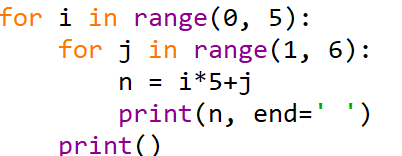 for i in range(0, 5):
    for j in range(1, 6):
        n = i*5+j
        print(n, end=' ')
    print()